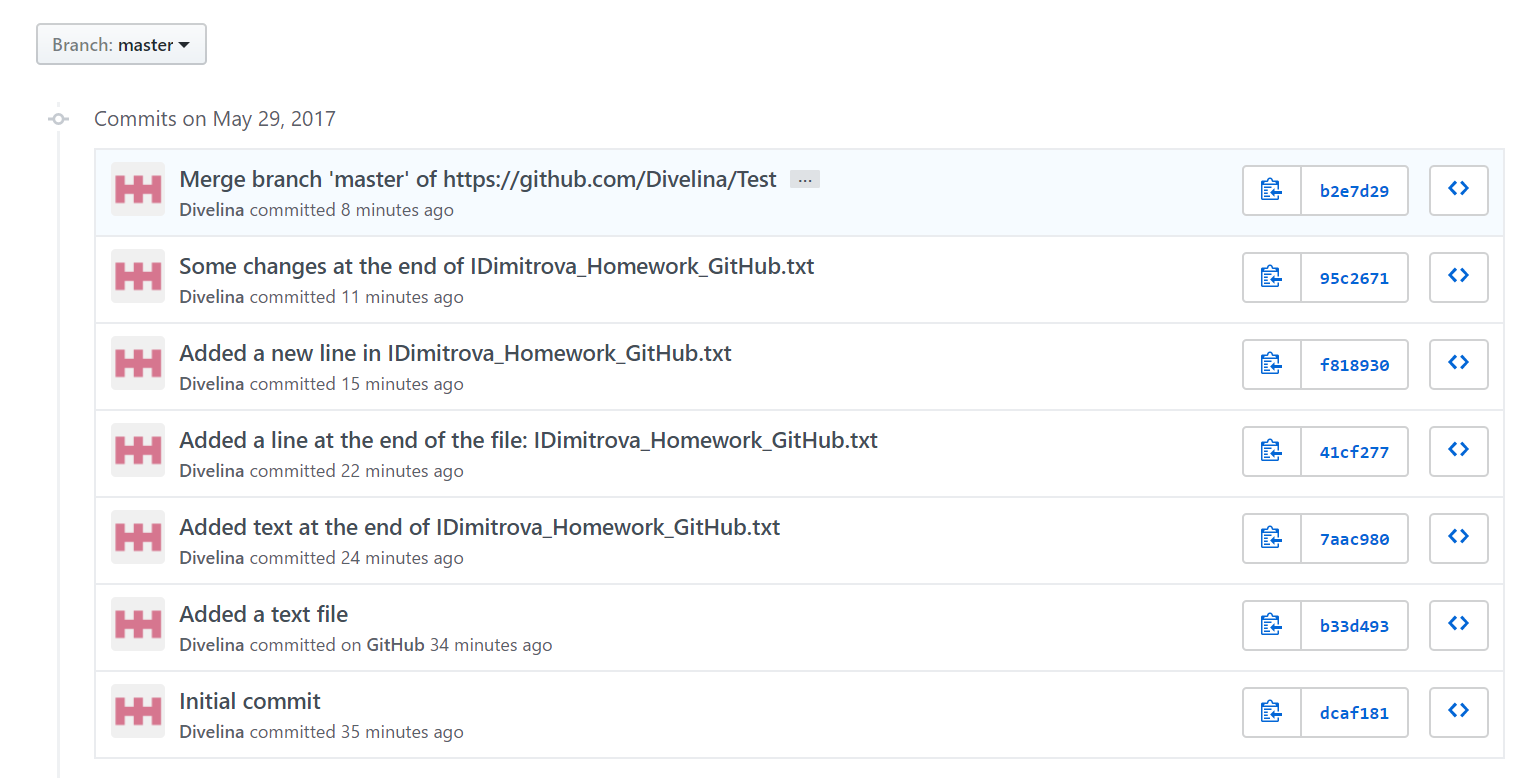 Branch: master
Commits on May 29, 2017
Merge branch 'master' of https://github.com/Divelina/Test ...
Divelina committed 8 minutes ago
b2e7d29
Some changes at the end of IDimitrova_Homework_GitHub.txt
Divelina committed 11 minutes ago
95c2671
Added a new line in IDimitrova_Homework_GitHub.txt
Divelina committed 15 minutes ago
f818930
Added a line at the end of the file: IDimitrova_Homework_GitHub.txt
Divelina committed 22 minutes ago
41cf277
Added text at the end of IDimitrova_Homework_GitHub.txt
Divelina committed 24 minutes ago
7aac980
Added a text file
Divelina committed on GitHub 34 minutes ago
b33d493
Initial commit
Divelina committed 35 minutes ago
dcaf181